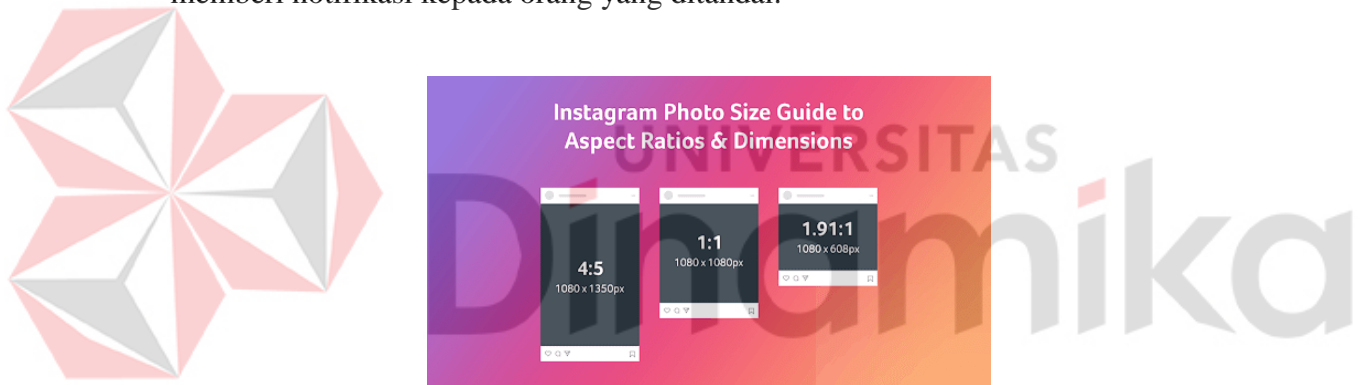 memberi notifikasi kepada orang yang ditandai.
Instagram Photo Size Guide to
Aspect Ratios & Dimensions
UNIVERSITAS
Dinamika
4:5
1080 x 1350px
1:1
1080 x 1080px
1.91:1
1080 x 608px